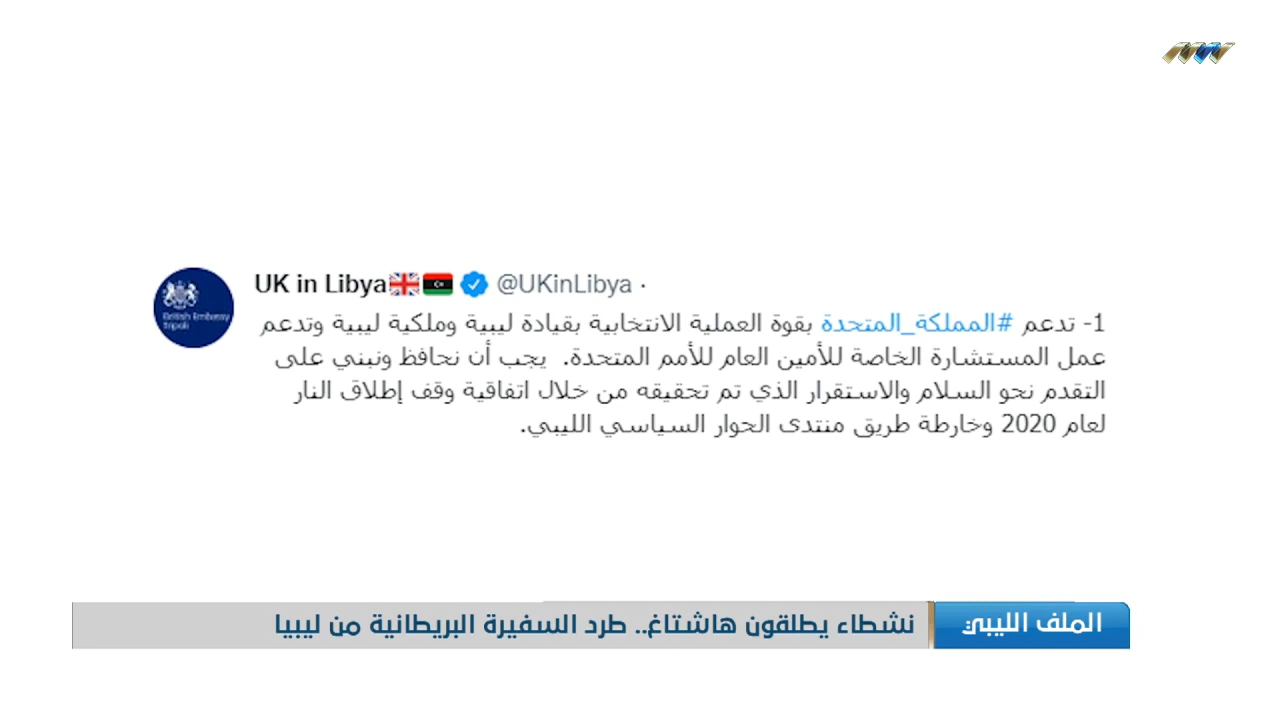 UK in Libya @UKinLibya ·
1- تدعم #المملكة_المتحدة بقوة العملية الانتخابية بقيادة ليبية وملكية ليبية وتدعم
عمل المستشارة الخاصة للأمين العام للأمم المتحدة. يجب أن نحافظ ونبني على
التقدم نحو السلام والاستقرار الذي تم تحقيقه من خلال اتفاقية وقف إطلاق النار
لعام 2020 وخارطة طريق منتدى الحوار السياسي الليبي.
British Embassy
Tripoli
الملف الليبي
نشطاء يطلقون هاشتاغ.. طرد السفيرة البريطانية من ليبيا